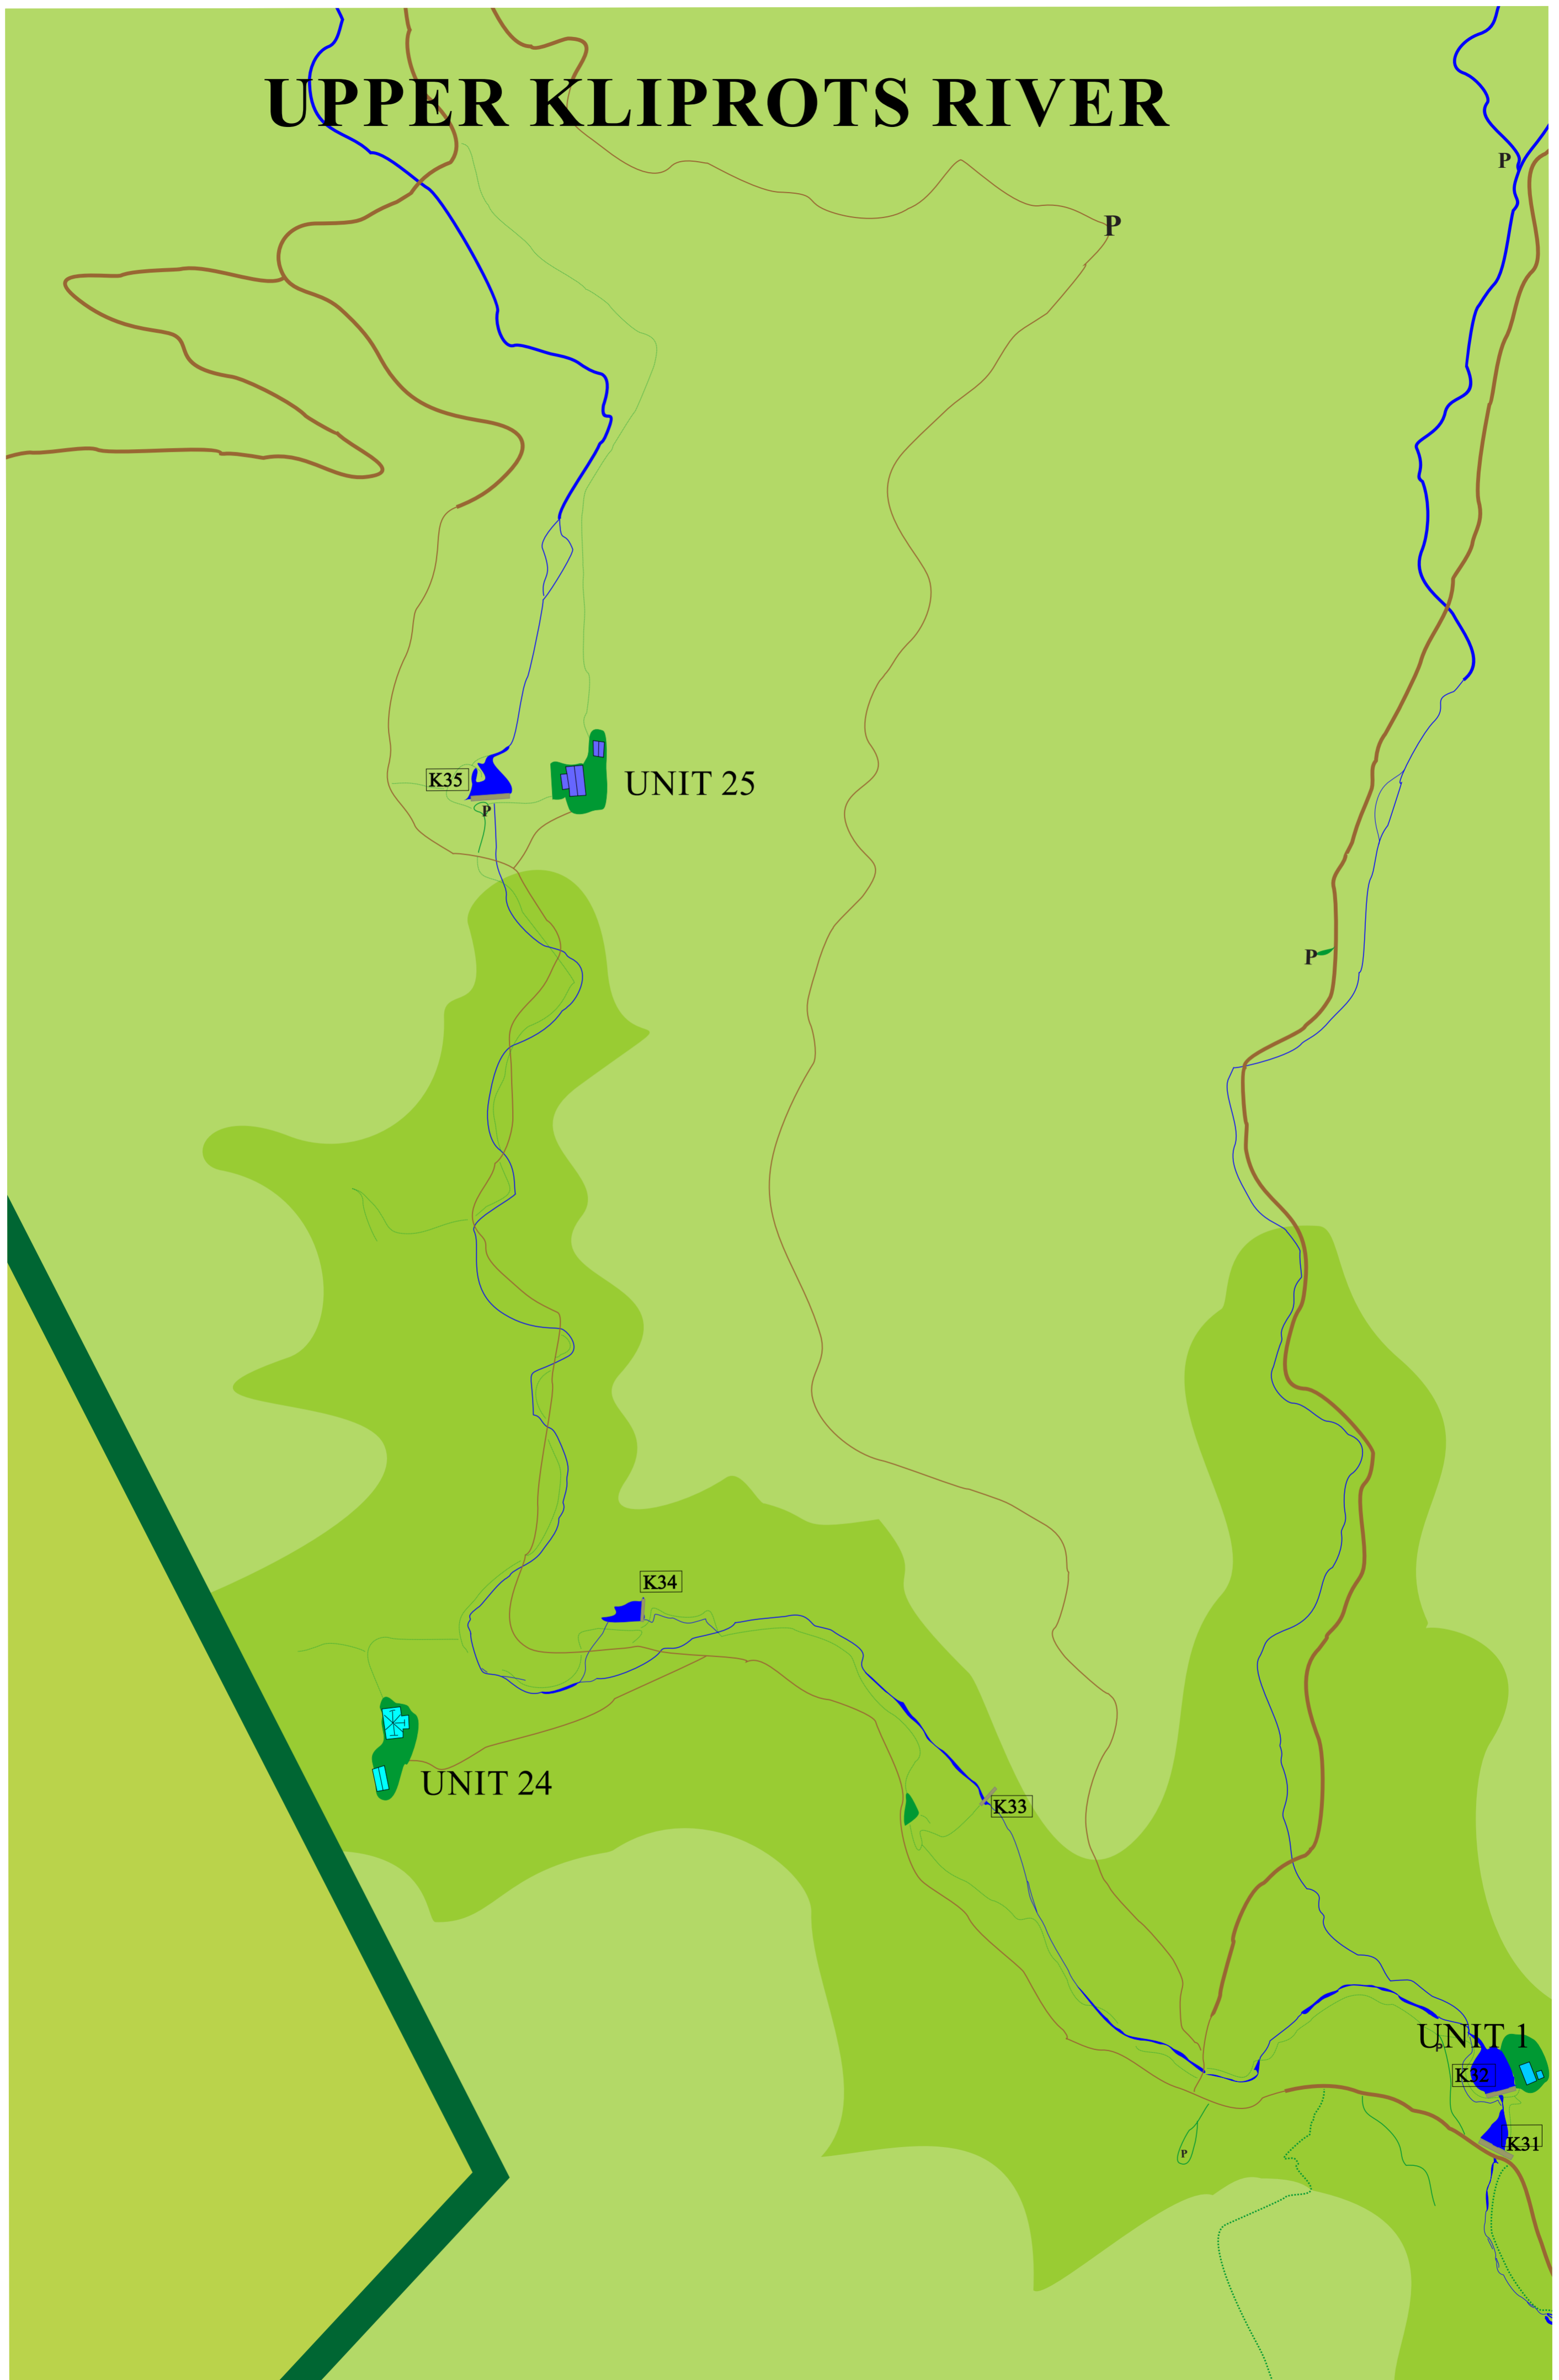 UPPER KLIPROTS RIVER
P
P
K35
UNIT 25
P
P
K34
UNIT 24
K33
UNIT 1
P
K32
K31
P